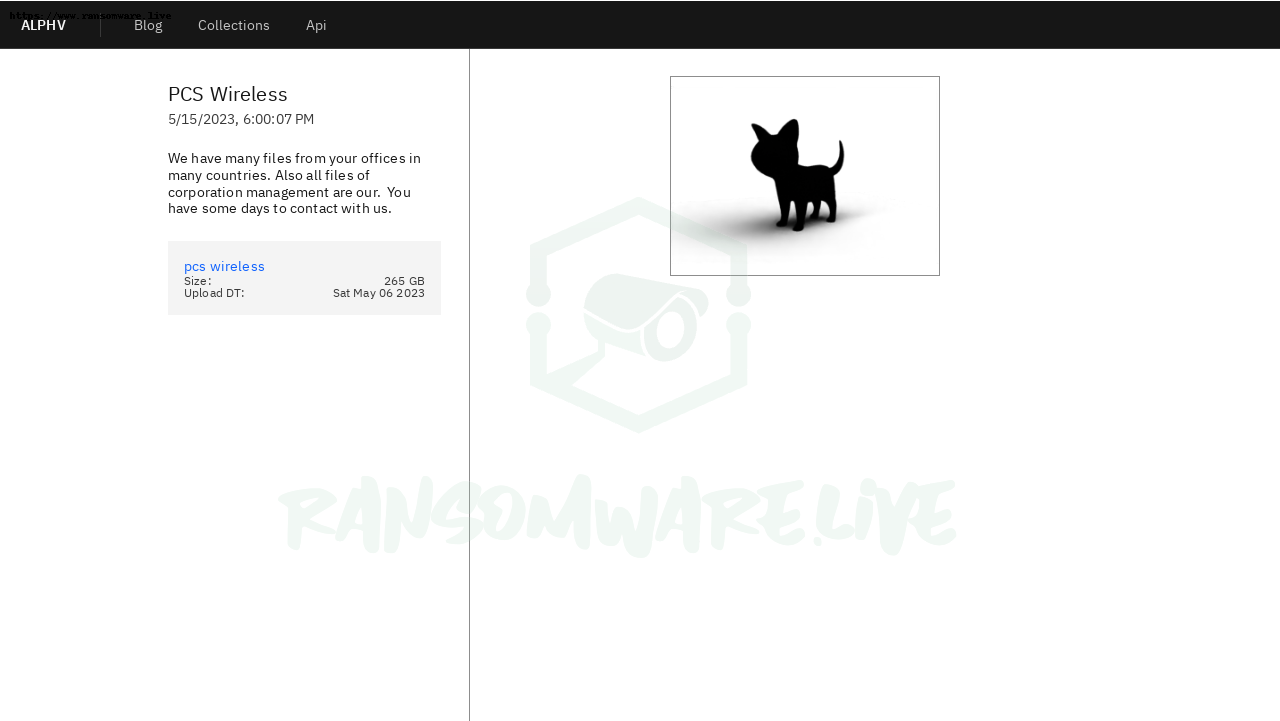 https://www.ransomware.live
ALPHV
Blog
Collections
Api
PCS Wireless
5/15/2023, 6:00:07 PM
We have many files from your offices in
many countries. Also all files of
corporation management are our.  You
have some days to contact with us.
pcs wireless
Size: 265 GB
Upload DT: Sat May 06 2023
RANSOMWARE.LIVE